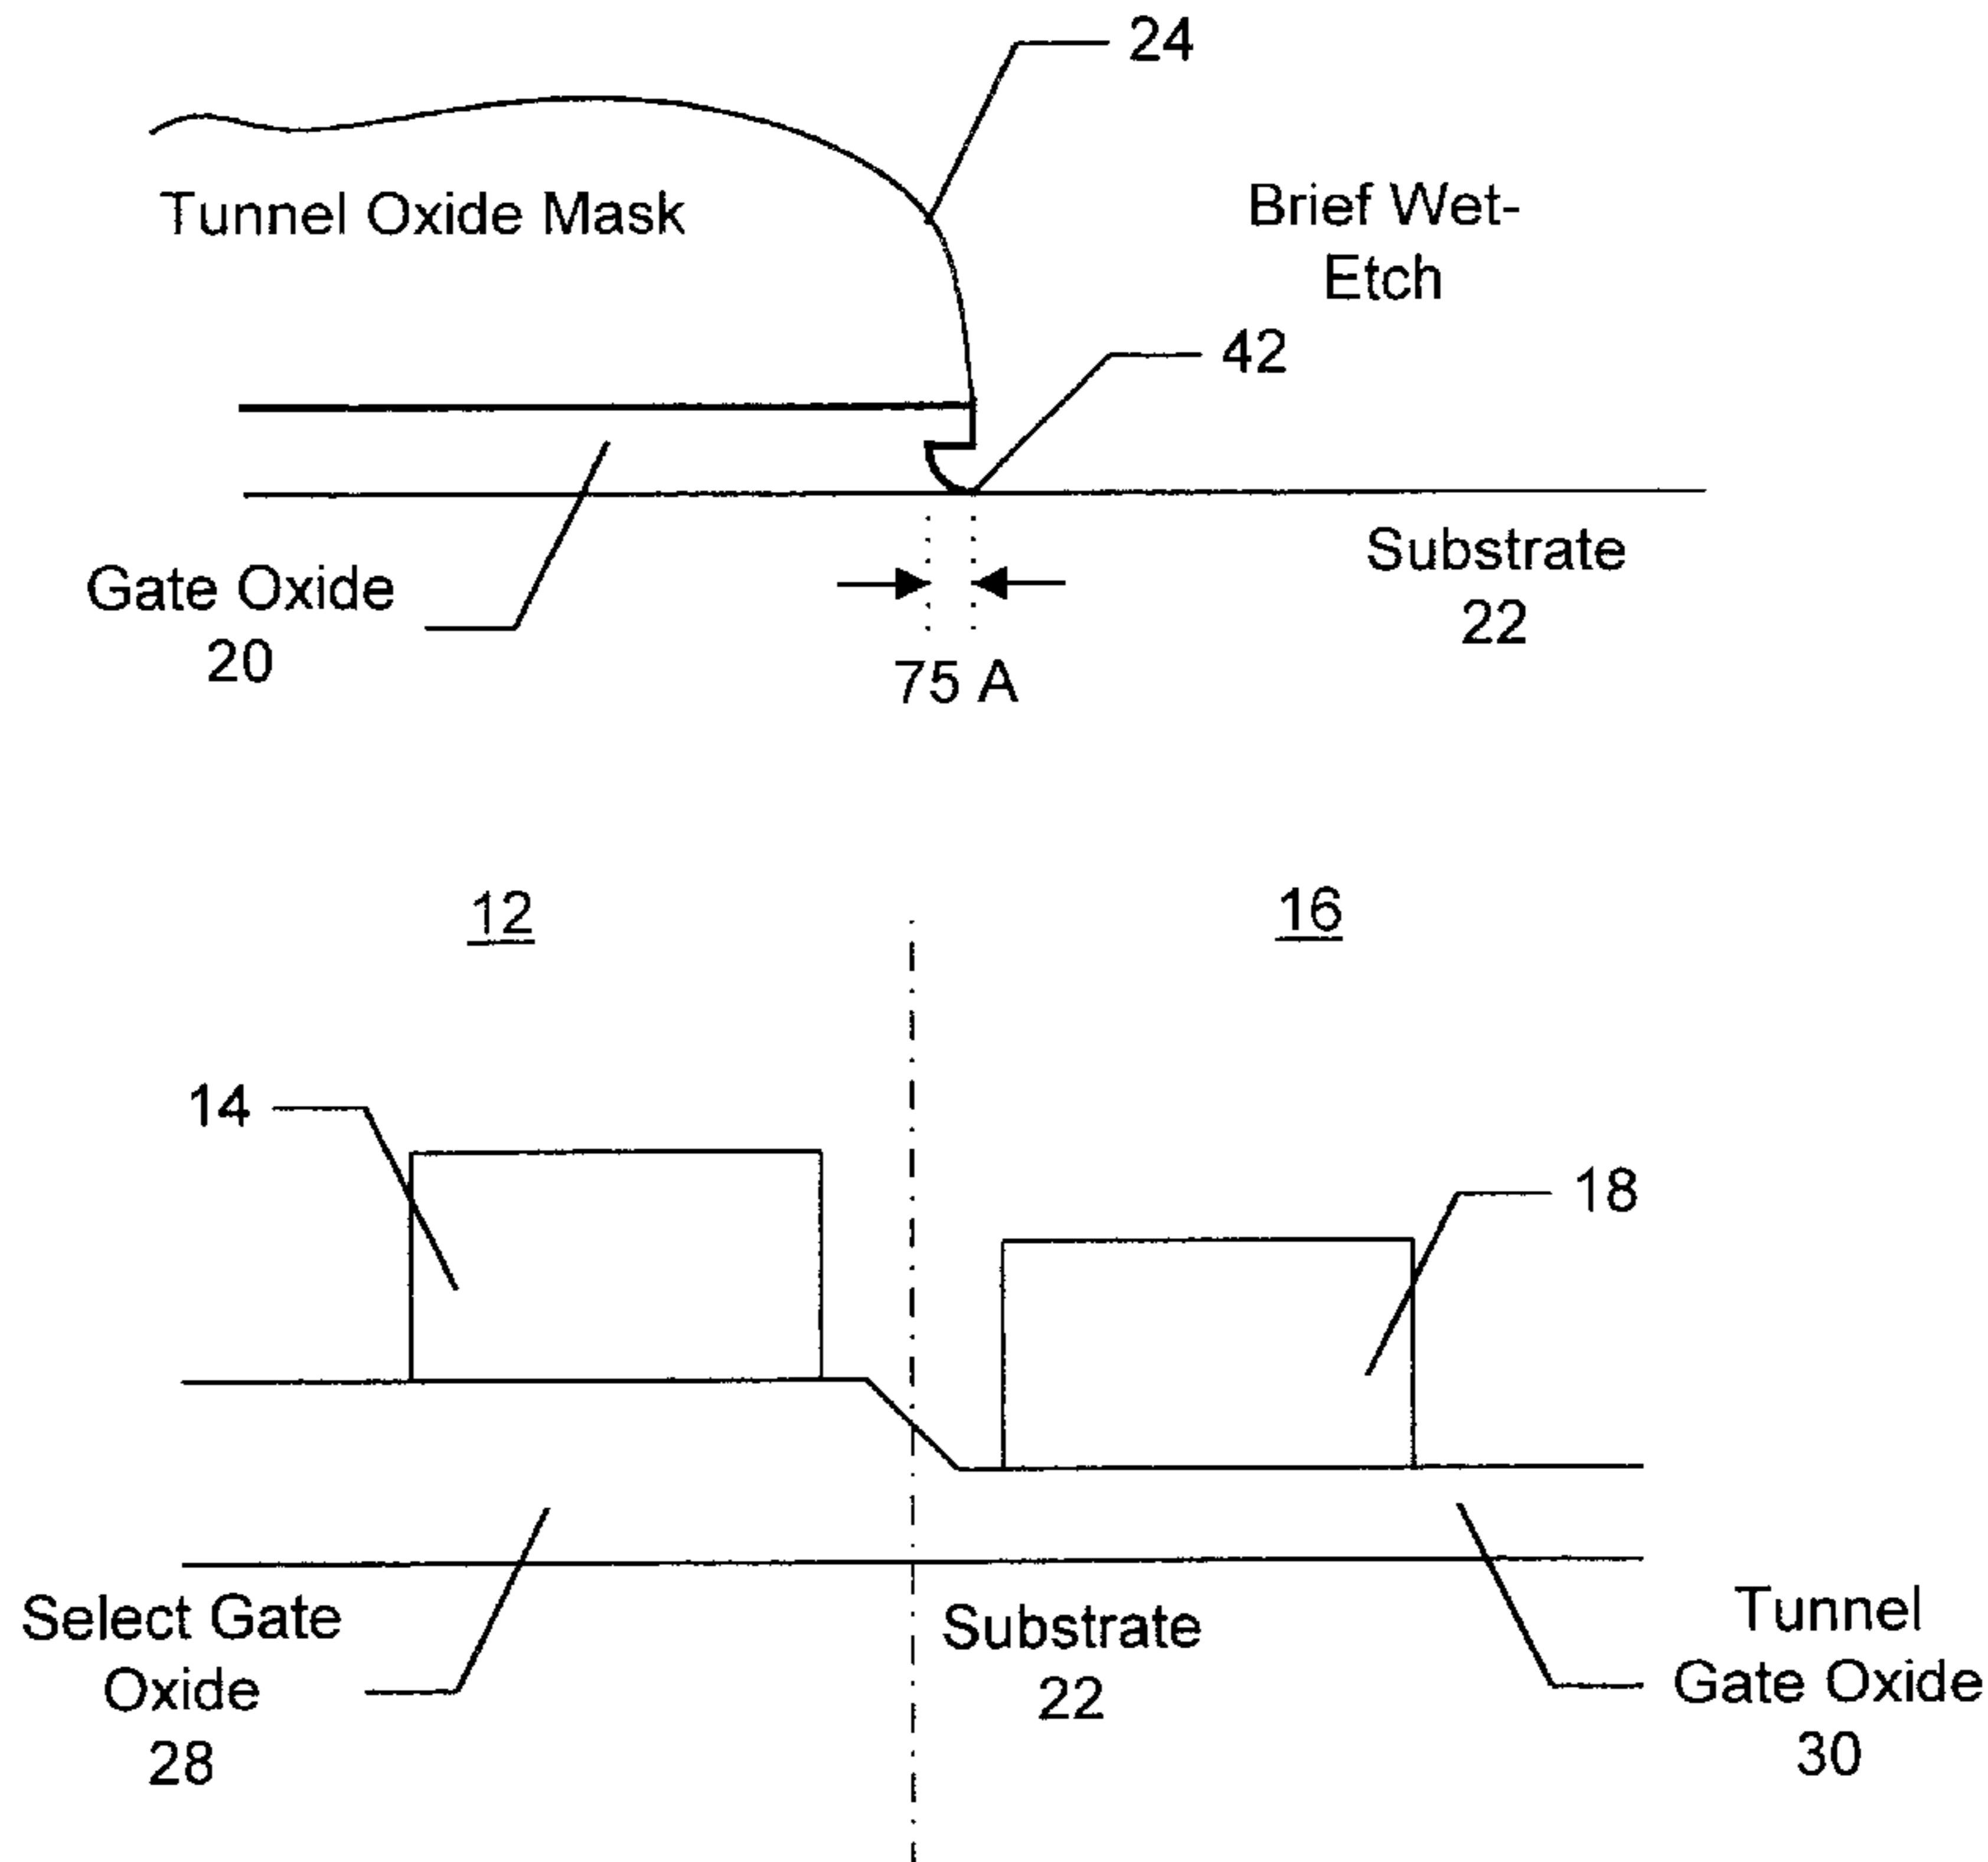 24
Tunnel Oxide Mask
Brief Wet-
Etch
42
Gate Oxide
20
75 A
Substrate
22
12
16
14
18
Select Gate
Oxide
28
Substrate
22
Tunnel
Gate Oxide
30